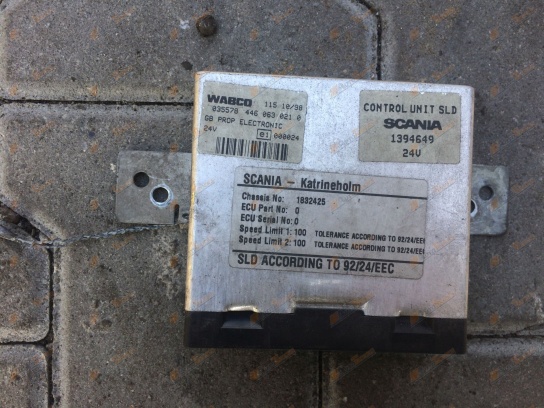 WABCO 115 10/98
835578 446 063 021 0
GB PROP ELECTRONIC
24V e1 000024
CONTROL UNIT SLD
SCANIA
1394649
24V
SCANIA – Katrineholm
Chassis No: 1832425
ECU Part No: 0
ECU Serial No: 0
Speed Limit 1: 100 TOLERANCE ACCORDING TO 92/24/EEC
Speed Limit 2: 100 TOLERANCE ACCORDING TO 92/24/EEC
SLD ACCORDING TO 92/24/EEC